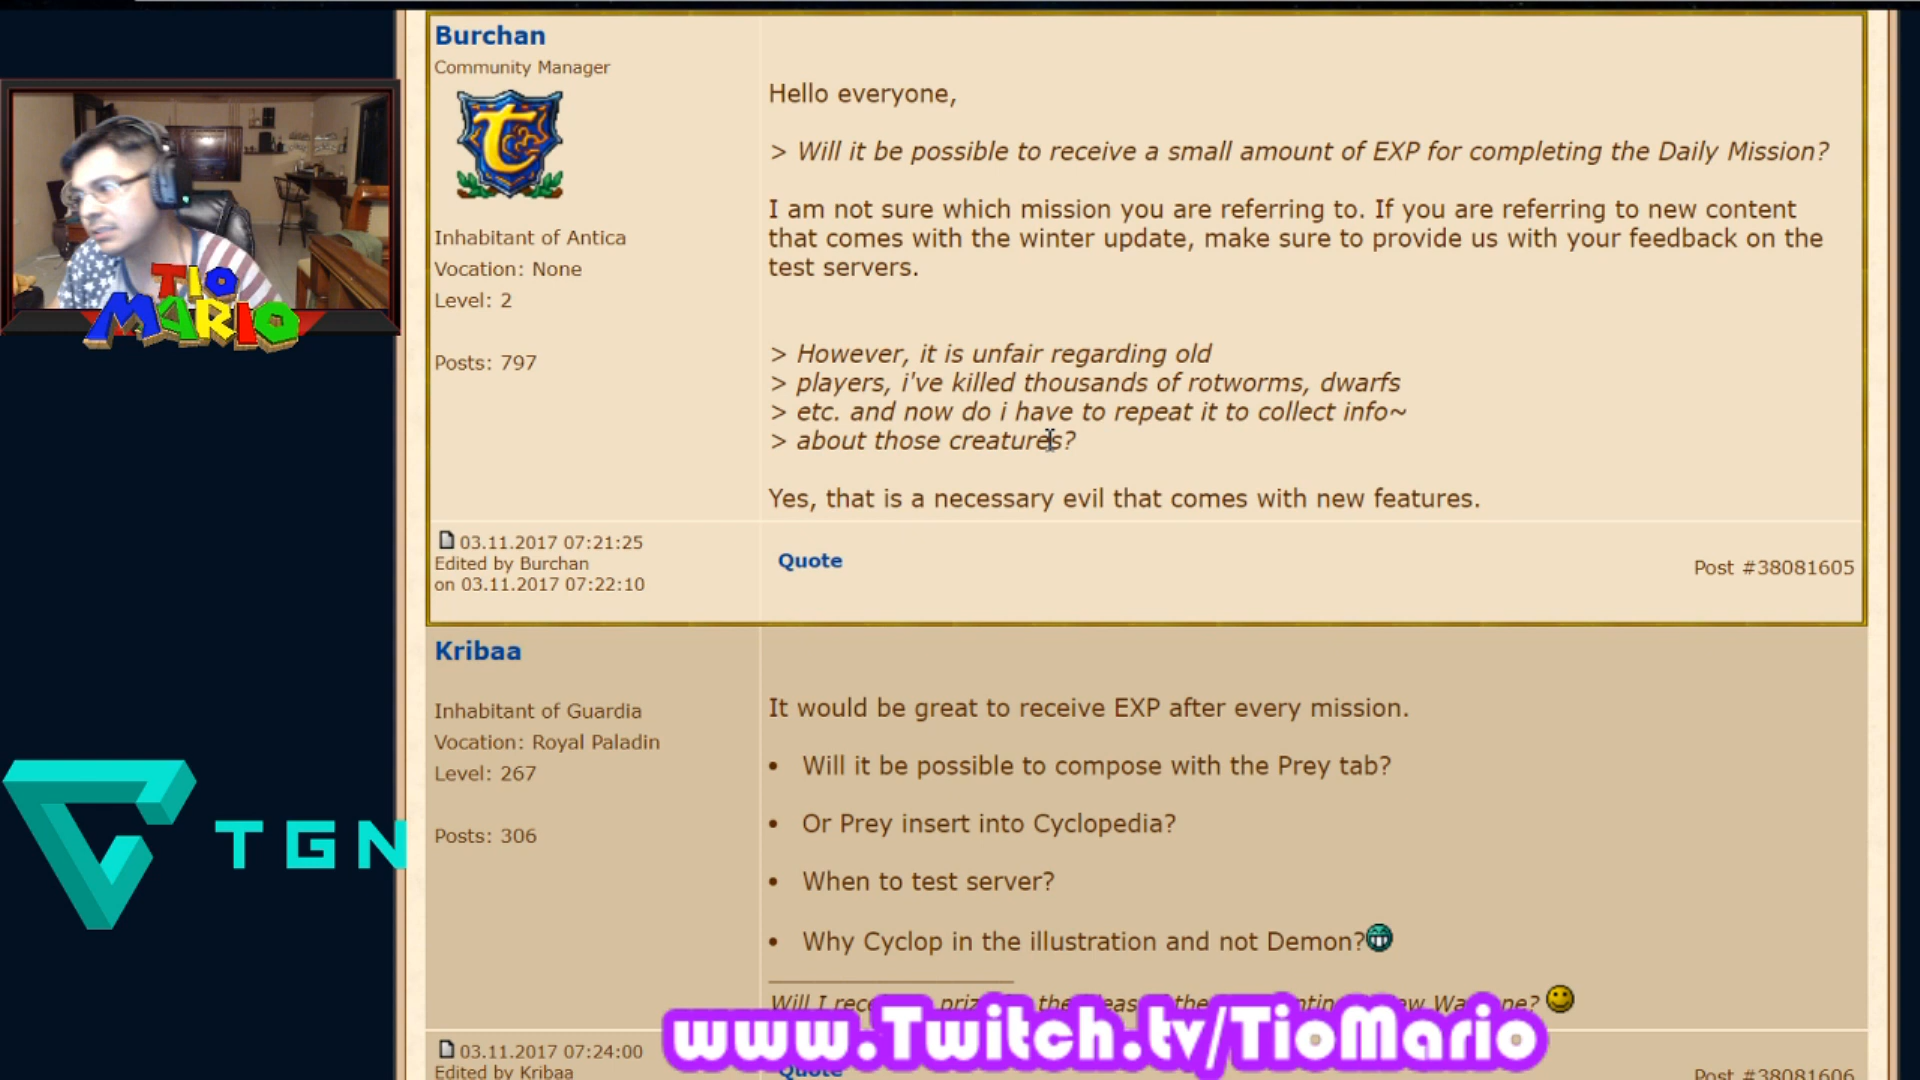 Burchan
Community Manager
Inhabitant of Antica
Vocation: None
Level: 2
Posts: 797
Hello everyone,
> Will it be possible to receive a small amount of EXP for completing the Daily Mission?
I am not sure which mission you are referring to. If you are referring to new content
that comes with the winter update, make sure to provide us with your feedback on the
test servers.
> However, it is unfair regarding old
> players, i've killed thousands of rotworms, dwarfs
> etc. and now do i have to repeat it to collect info~
> about those creatures?
Yes, that is a necessary evil that comes with new features.
03.11.2017 07:21:25
Edited by Burchan
on 03.11.2017 07:22:10
Quote
Post #38081605
Kribaa
Inhabitant of Guardia
Vocation: Royal Paladin
Level: 267
Posts: 306
It would be great to receive EXP after every mission.
• Will it be possible to compose with the Prey tab?
• Or Prey insert into Cyclopedia?
• When to test server?
• Why Cyclop in the illustration and not Demon?
Will I the the
03.11.2017 07:24:00
Edited by Kribaa
Quote
Post #38081606
TIO
MARIO
TGN
www.Twitch.tv/TioMario